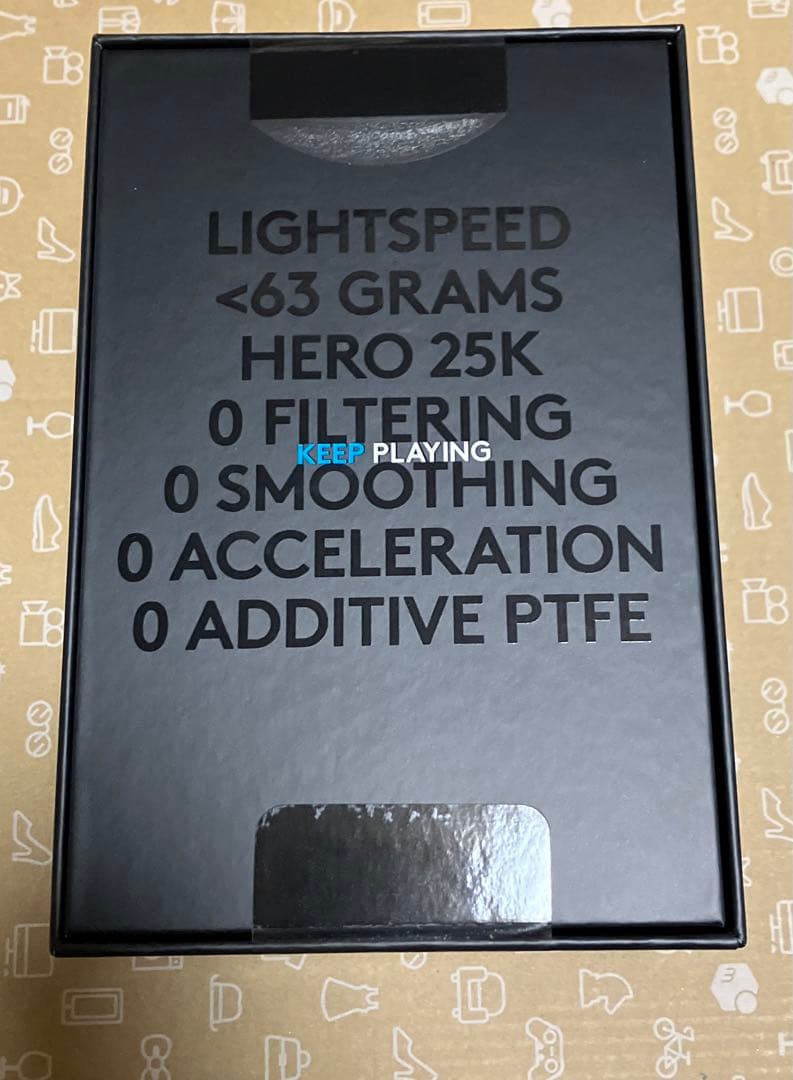 LIGHTSPEED
<63 GRAMS
HERO 25K
0 FILTERING
KEEP PLAYING
0 SMOOTHING
0 ACCELERATION
0 ADDITIVE PTFE